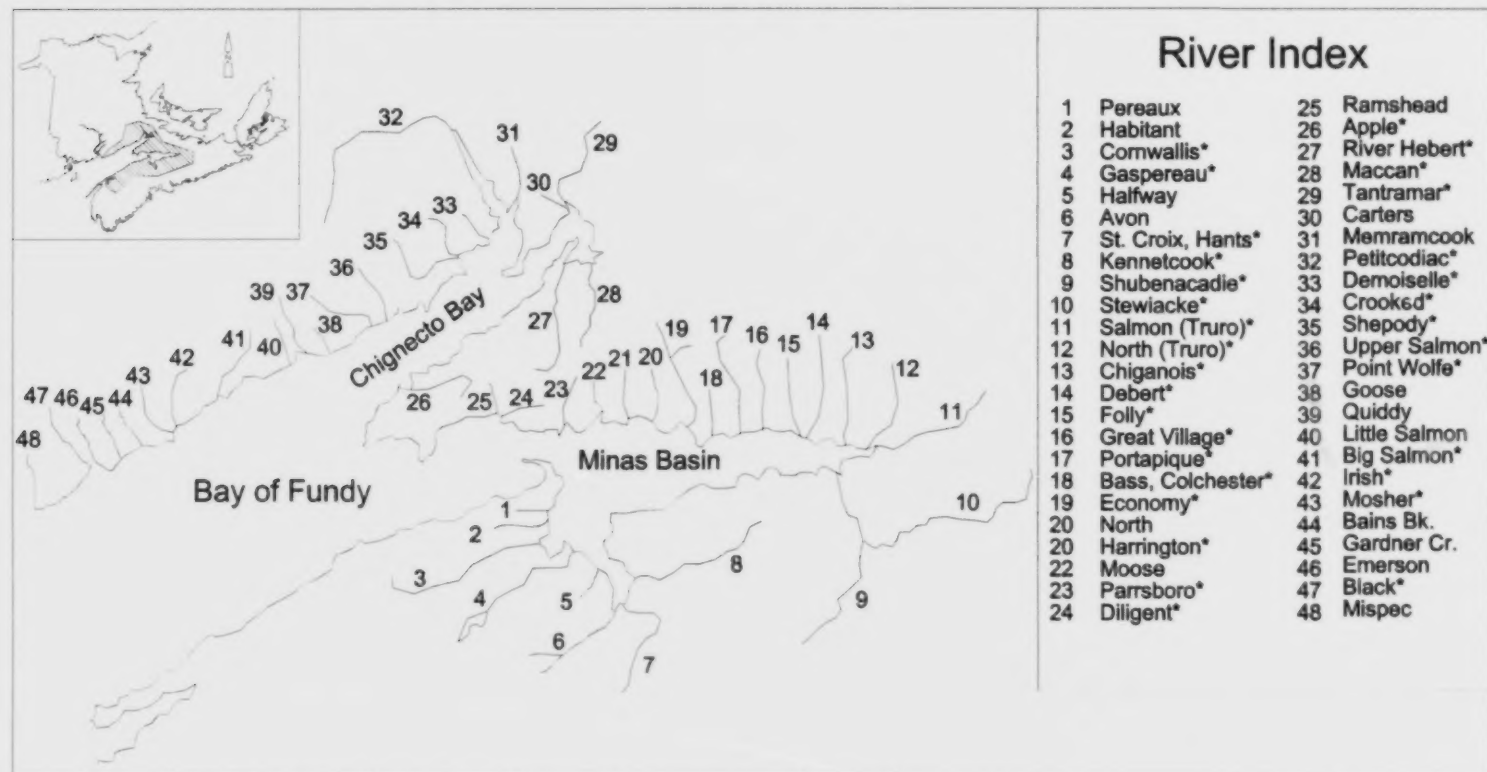 River Index
1 Pereaux
2 Habitant
3 Cornwallis*
4 Gaspereau*
5 Halfway
6 Avon
7 St. Croix, Hants*
8 Kennetcook*
9 Shubenacadie*
10 Stewiacke*
11 Salmon (Truro)*
12 North (Truro)*
13 Chiganois*
14 Debert*
15 Folly*
16 Great Village*
17 Portapique*
18 Bass, Colchester*
19 Economy*
20 North
20 Harrington*
22 Moose
23 Parrsboro*
24 Diligent*
25 Ramshead
26 Apple*
27 River Hebert*
28 Maccan*
29 Tantramar*
30 Carters
31 Memramcook
32 Petitcodiac*
33 Demoiselle*
34 Crooked*
35 Shepody*
36 Upper Salmon*
37 Point Wolfe*
38 Goose
39 Quiddy
40 Little Salmon
41 Big Salmon*
42 Irish*
43 Mosher*
44 Bains Bk.
45 Gardner Cr.
46 Emerson
47 Black*
48 Mispec
32
31
29
30
33
34
35
36
39
37
38
28
27
41
40
42
43
44
45
46
47
48
Chignecto Bay
19
17
16
14
15
13
12
22
21
20
18
23
24
25
26
11
Minas Basin
Bay of Fundy
10
1
2
3
4
5
8
9
6
7